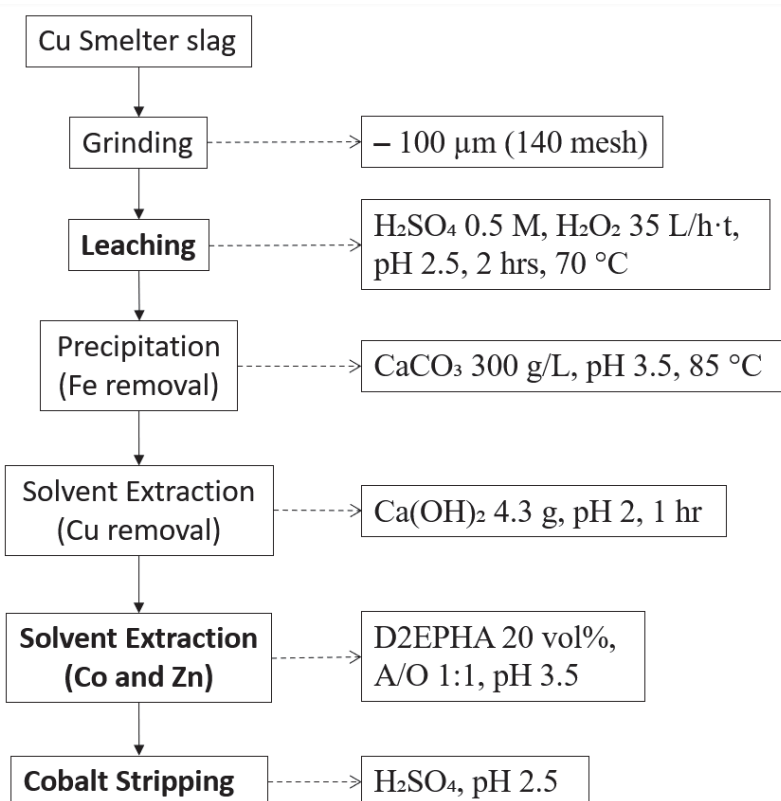 Cu Smelter slag
Grinding
– 100 µm (140 mesh)
Leaching
H₂SO₄ 0.5 M, H₂O₂ 35 L/h·t,
pH 2.5, 2 hrs, 70 °C
Precipitation
(Fe removal)
CaCO₃ 300 g/L, pH 3.5, 85 °C
Solvent Extraction
(Cu removal)
Ca(OH)₂ 4.3 g, pH 2, 1 hr
Solvent Extraction
(Co and Zn)
D2EPHA 20 vol%,
A/O 1:1, pH 3.5
Cobalt Stripping
H₂SO₄, pH 2.5